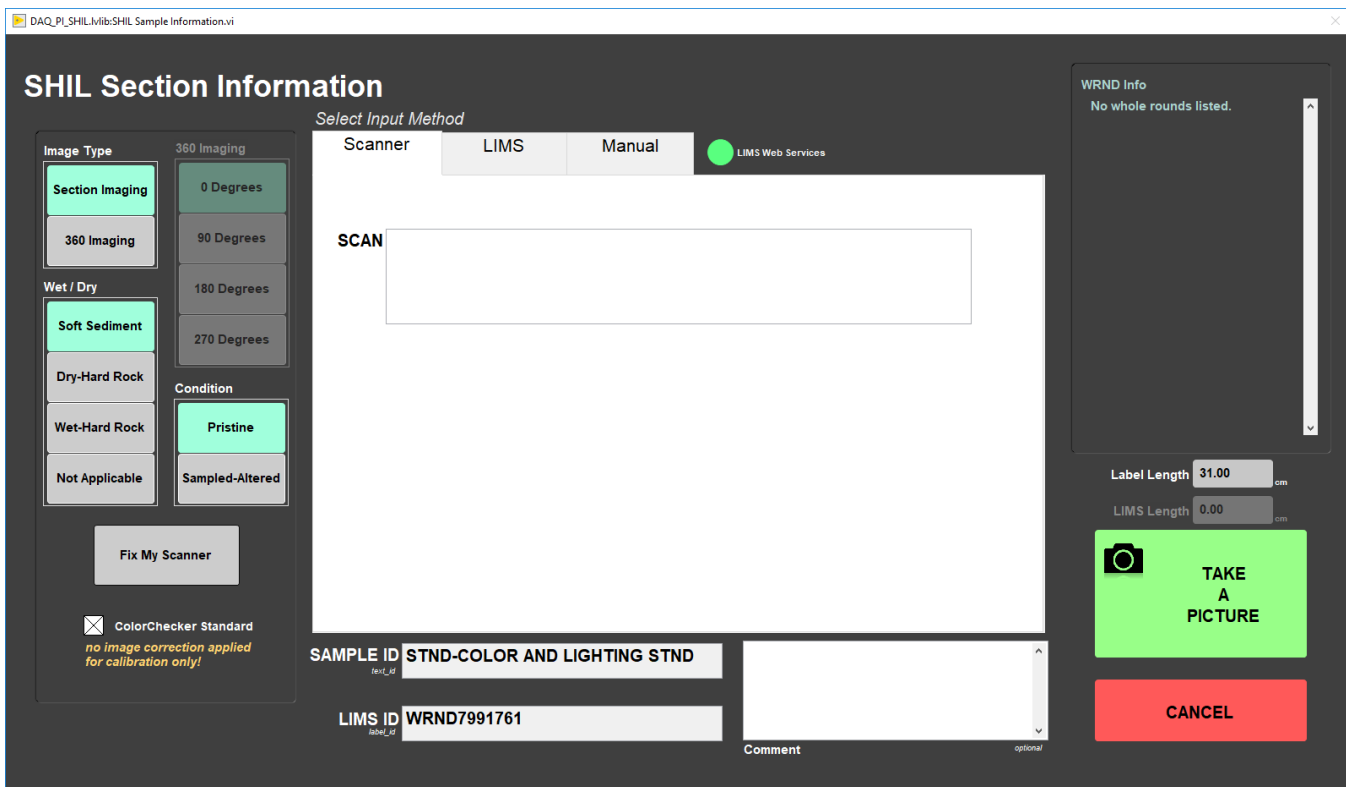 DAQ_PI_SHIL.lvlib:SHIL Sample Information.vi
SHIL Section Information
Select Input Method
Scanner
LIMS
Manual
LIMS Web Services
Image Type
Section Imaging
360 Imaging
360 Imaging
0 Degrees
90 Degrees
180 Degrees
270 Degrees
Wet / Dry
Soft Sediment
Dry-Hard Rock
Wet-Hard Rock
Not Applicable
Condition
Pristine
Sampled-Altered
Fix My Scanner
ColorChecker Standard
no image correction applied
for calibration only!
SCAN
SAMPLE ID
text_id
STND-COLOR AND LIGHTING STND
LIMS ID
label_id
WRND7991761
Comment
optional
WRND Info
No whole rounds listed.
Label Length 31.00 cm
LIMS Length 0.00 cm
TAKE
A
PICTURE
CANCEL